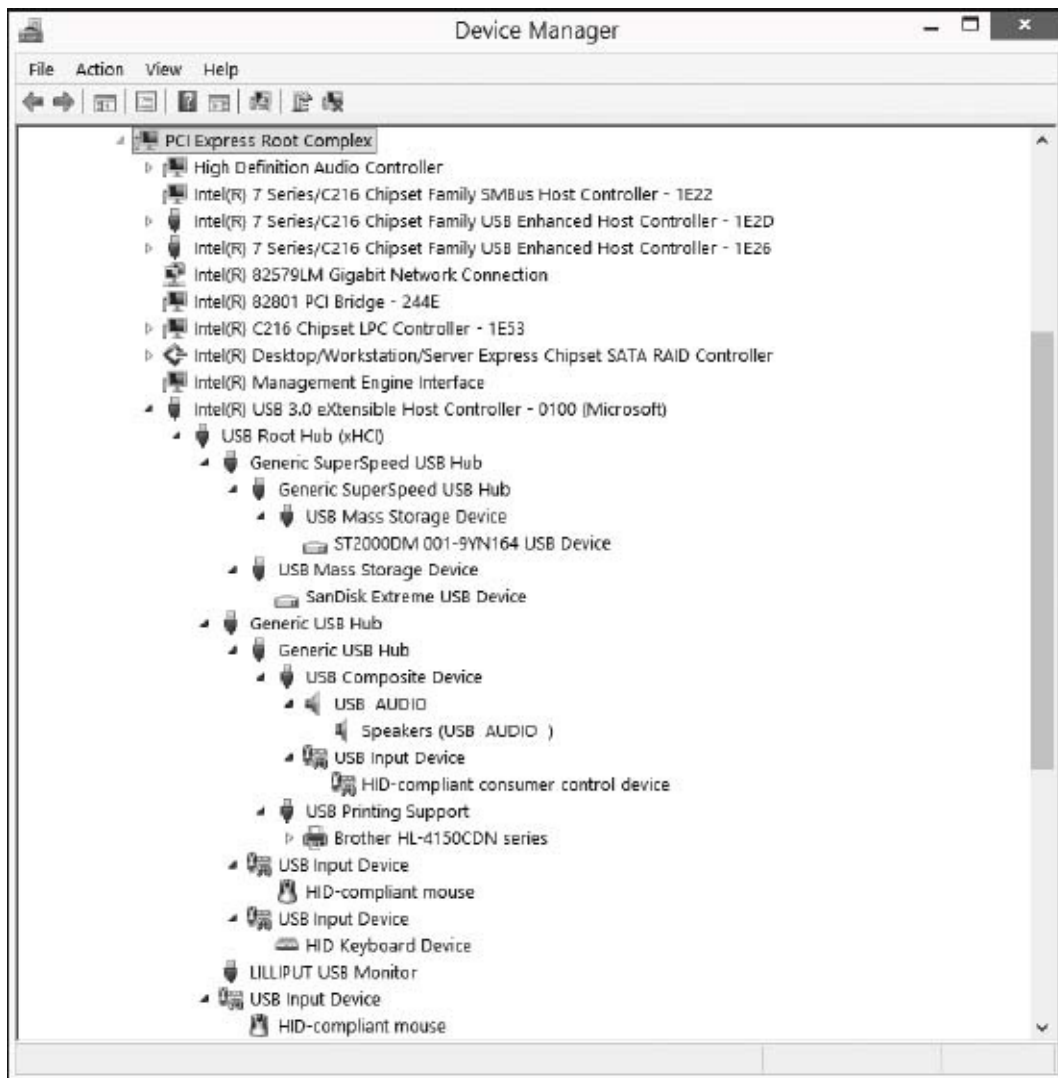 Device Manager
File Action View Help
PCI Express Root Complex
High Definition Audio Controller
Intel(R) 7 Series/C216 Chipset Family SMBus Host Controller - 1E22
Intel(R) 7 Series/C216 Chipset Family USB Enhanced Host Controller - 1E2D
Intel(R) 7 Series/C216 Chipset Family USB Enhanced Host Controller - 1E26
Intel(R) 82579LM Gigabit Network Connection
Intel(R) 82801 PCI Bridge - 244E
Intel(R) C216 Chipset LPC Controller - 1E53
Intel(R) Desktop/Workstation/Server Express Chipset SATA RAID Controller
Intel(R) Management Engine Interface
Intel(R) USB 3.0 eXtensible Host Controller - 0100 (Microsoft)
USB Root Hub (xHCI)
Generic SuperSpeed USB Hub
Generic SuperSpeed USB Hub
USB Mass Storage Device
ST2000DM 001-9YN164 USB Device
USB Mass Storage Device
SanDisk Extreme USB Device
Generic USB Hub
Generic USB Hub
USB Composite Device
USB AUDIO
Speakers (USB AUDIO )
USB Input Device
HID-compliant consumer control device
USB Printing Support
Brother HL-4150CDN series
USB Input Device
HID-compliant mouse
USB Input Device
HID Keyboard Device
LILLIPUT USB Monitor
USB Input Device
HID-compliant mouse